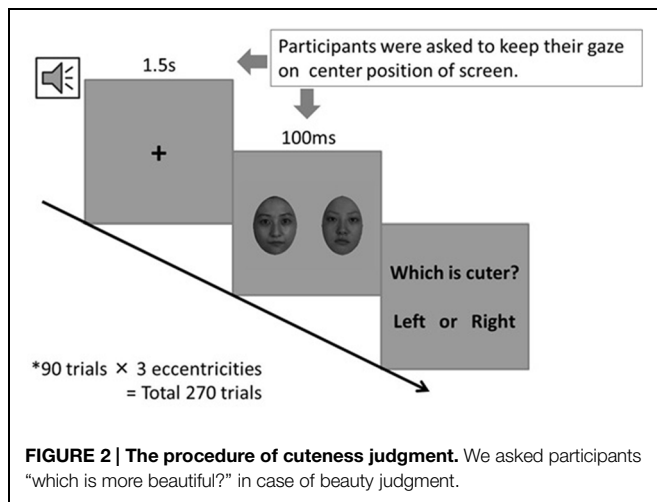 Participants were asked to keep their gaze
on center position of screen.
1.5s
+
100ms
Which is cuter?
Left or Right
*90 trials × 3 eccentricities
= Total 270 trials
FIGURE 2 | The procedure of cuteness judgment. We asked participants
“which is more beautiful?” in case of beauty judgment.